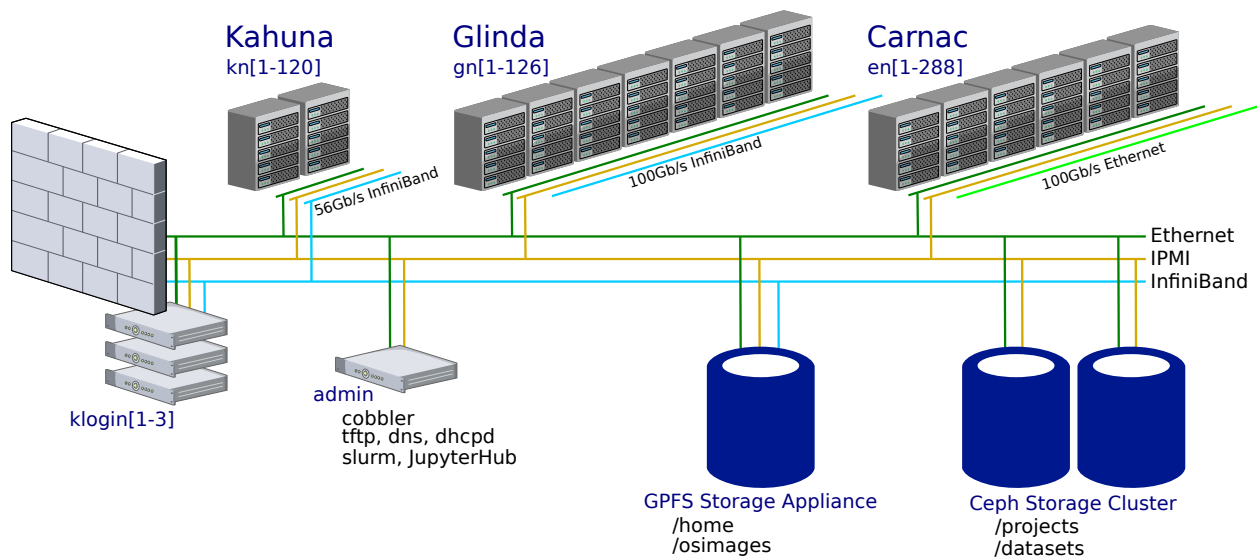 Kahuna
kn[1-120]
Glinda
gn[1-126]
Carnac
en[1-288]
56Gb/s InfiniBand
100Gb/s InfiniBand
100Gb/s Ethernet
Ethernet
IPMI
InfiniBand
klogin[1-3]
admin
cobbler
tftp, dns, dhcpd
slurm, JupyterHub
GPFS Storage Appliance
/home
/osimages
Ceph Storage Cluster
/projects
/datasets